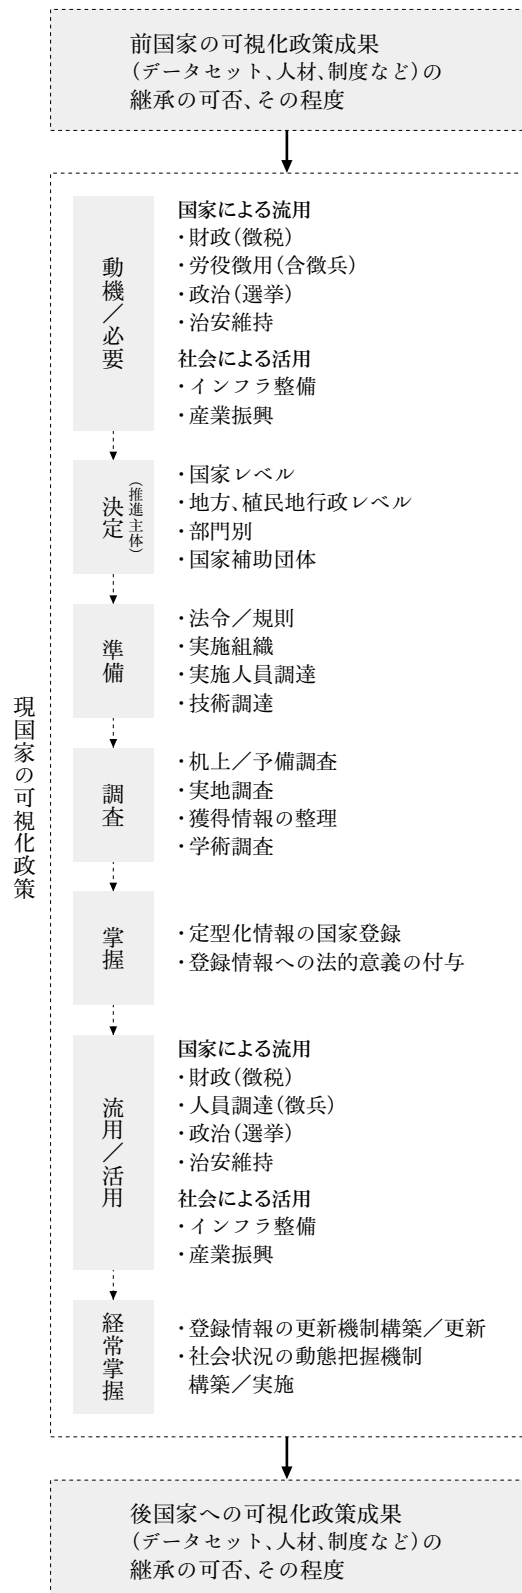 前国家の可視化政策成果
（データセット、人材、制度など）の
継承の可否、その程度
現国家の可視化政策
動機／必要
国家による流用
・財政（徴税）
・労役徴用（含徴兵）
・政治（選挙）
・治安維持
社会による活用
・インフラ整備
・産業振興
決定
（推進主体）
・国家レベル
・地方、植民地行政レベル
・部門別
・国家補助団体
準備
・法令／規則
・実施組織
・実施人員調達
・技術調達
調査
・机上／予備調査
・実地調査
・獲得情報の整理
・学術調査
掌握
・定型化情報の国家登録
・登録情報への法的意義の付与
流用／活用
国家による流用
・財政（徴税）
・人員調達（徴兵）
・政治（選挙）
・治安維持
社会による活用
・インフラ整備
・産業振興
経常掌握
・登録情報の更新機制構築／更新
・社会状況の動態把握機制
構築／実施
後国家への可視化政策成果
（データセット、人材、制度など）の
継承の可否、その程度